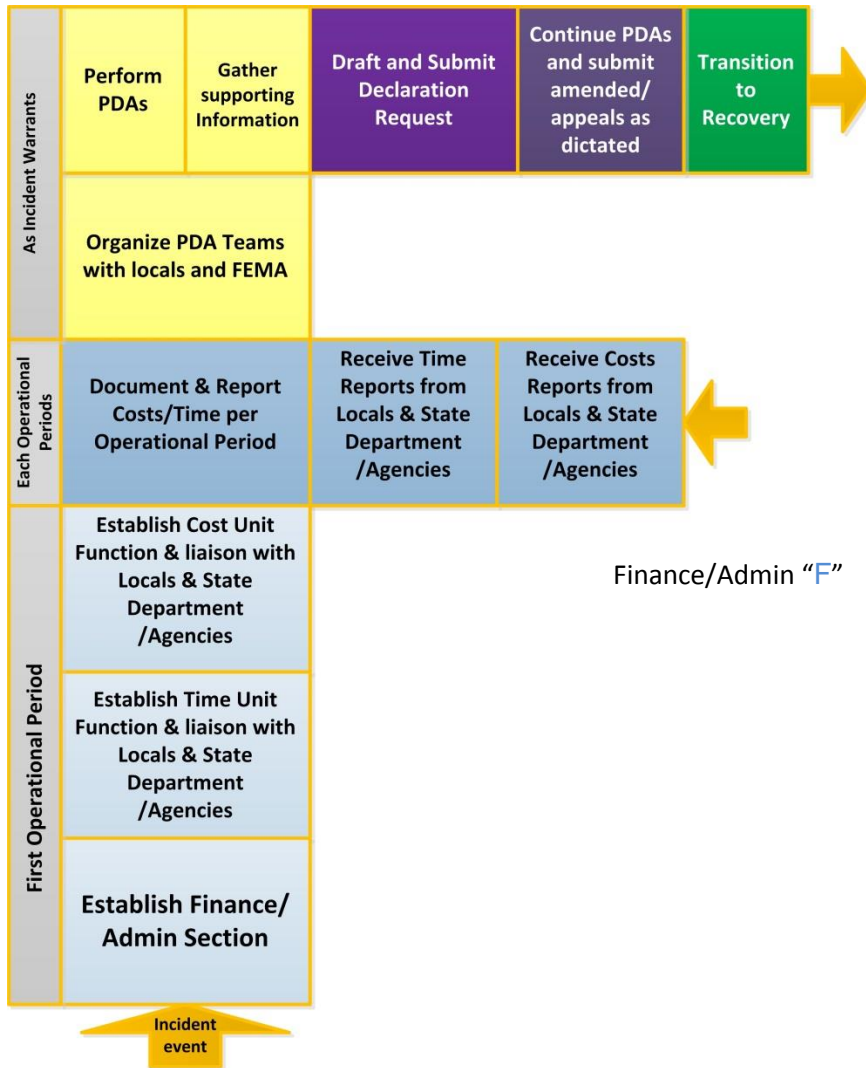 As Incident Warrants
Perform
PDAs
Gather
supporting
Information
Draft and Submit
Declaration
Request
Continue PDAs
and submit
amended/
appeals as
dictated
Transition
to
Recovery
Organize PDA Teams
with locals and FEMA
Each Operational
Periods
Document & Report
Costs/Time per
Operational Period
Receive Time
Reports from
Locals & State
Department
/Agencies
Receive Costs
Reports from
Locals & State
Department
/Agencies
First Operational Period
Establish Cost Unit
Function & liaison with
Locals & State
Department
/Agencies
Finance/Admin “F”
Establish Time Unit
Function & liaison with
Locals & State
Department
/Agencies
Establish Finance/
Admin Section
Incident
event